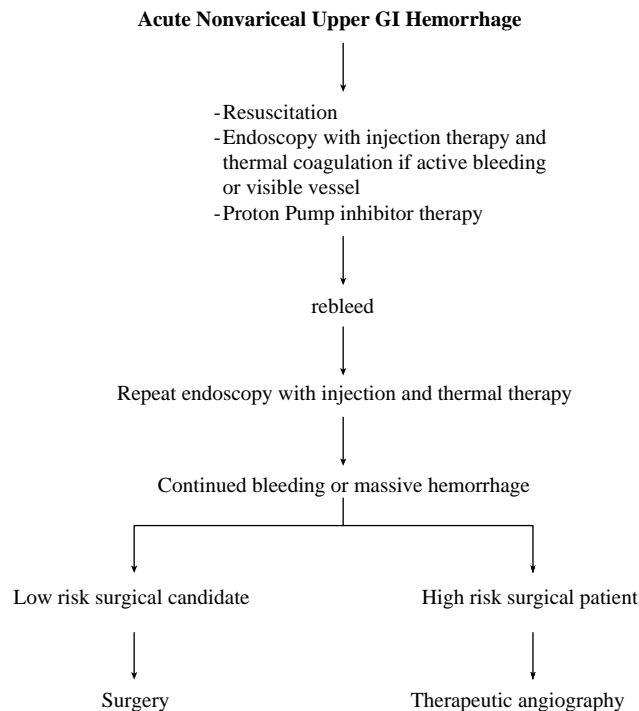 Acute Nonvariceal Upper GI Hemorrhage
-Resuscitation
-Endoscopy with injection therapy and
thermal coagulation if active bleeding
or visible vessel
-Proton Pump inhibitor therapy
rebleed
Repeat endoscopy with injection and thermal therapy
Continued bleeding or massive hemorrhage
Low risk surgical candidate
High risk surgical patient
Surgery
Therapeutic angiography